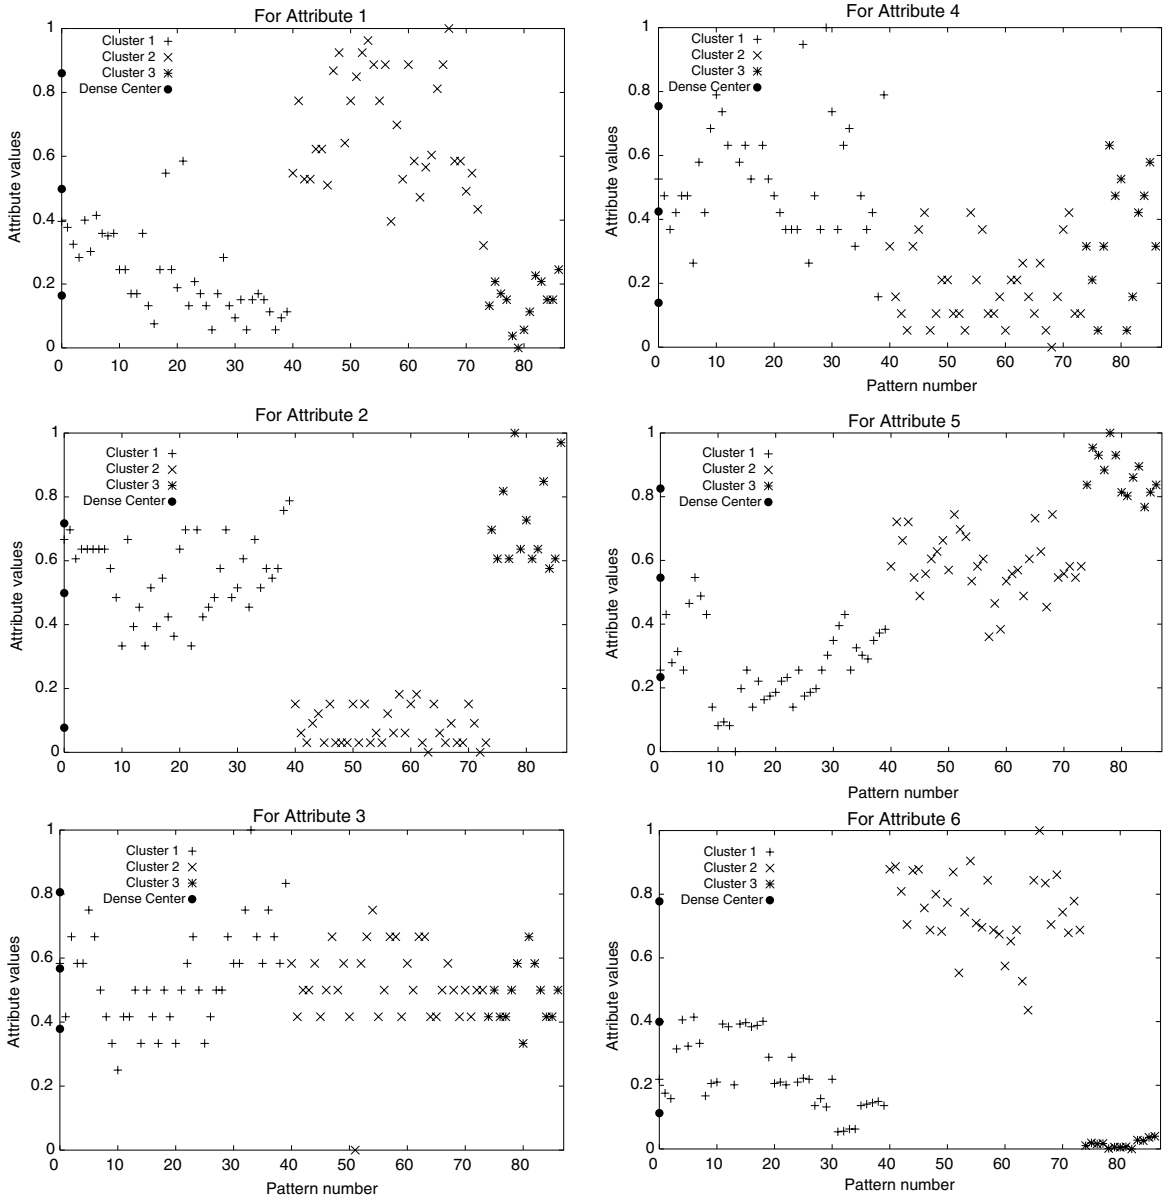 For Attribute 1
Cluster 1
Cluster 2
Cluster 3
Dense Center
Attribute values
1
0.8
0.6
0.4
0.2
0
0 10 20 30 40 50 60 70 80
For Attribute 4
Cluster 1
Cluster 2
Cluster 3
Dense Center
Attribute values
1
0.8
0.6
0.4
0.2
0
0 10 20 30 40 50 60 70 80
Pattern number
For Attribute 2
Cluster 1
Cluster 2
Cluster 3
Dense Center
Attribute values
1
0.8
0.6
0.4
0.2
0
0 10 20 30 40 50 60 70 80
For Attribute 5
Cluster 1
Cluster 2
Cluster 3
Dense Center
Attribute values
1
0.8
0.6
0.4
0.2
0
0 10 20 30 40 50 60 70 80
Pattern number
For Attribute 3
Cluster 1
Cluster 2
Cluster 3
Dense Center
Attribute values
1
0.8
0.6
0.4
0.2
0
0 10 20 30 40 50 60 70 80
Pattern number
For Attribute 6
Cluster 1
Cluster 2
Cluster 3
Dense Center
Attribute values
1
0.8
0.6
0.4
0.2
0
0 10 20 30 40 50 60 70 80
Pattern number